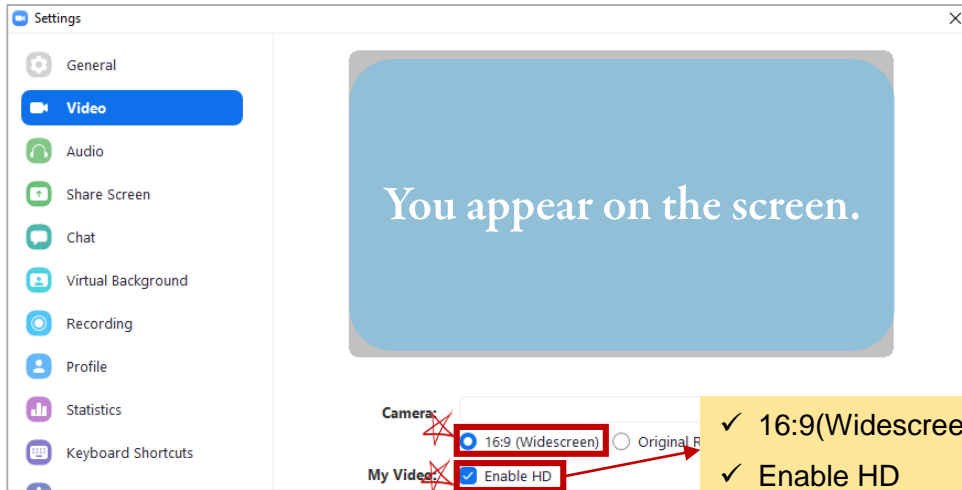 Settings
General
Video
Audio
Share Screen
Chat
Virtual Background
Recording
Profile
Statistics
Keyboard Shortcuts
You appear on the screen.
Camera:
16:9 (Widescreen) Original R
My Video: Enable HD
✓ 16:9(Widescree
✓ Enable HD